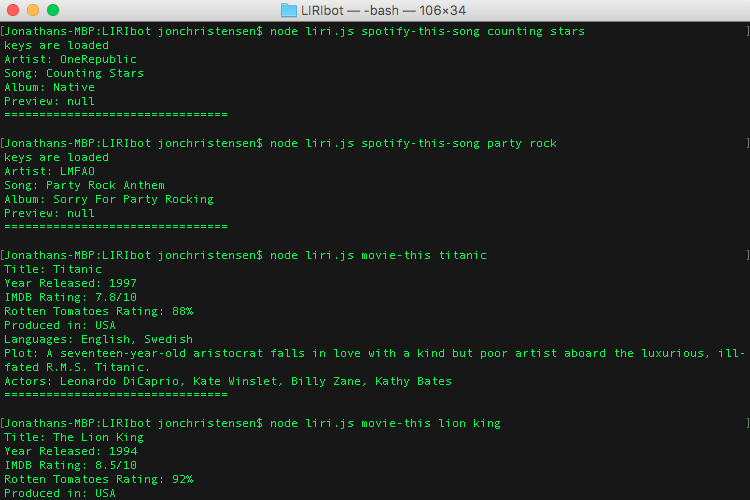 LIRIbot — -bash — 106×34
[Jonathans-MBP:LIRIbot jonchristensen$ node liri.js spotify-this-song counting stars ]
keys are loaded
Artist: OneRepublic
Song: Counting Stars
Album: Native
Preview: null
================================
[Jonathans-MBP:LIRIbot jonchristensen$ node liri.js spotify-this-song party rock ]
keys are loaded
Artist: LMFAO
Song: Party Rock Anthem
Album: Sorry For Party Rocking
Preview: null
================================
[Jonathans-MBP:LIRIbot jonchristensen$ node liri.js movie-this titanic ]
Title: Titanic
Year Released: 1997
IMDB Rating: 7.8/10
Rotten Tomatoes Rating: 88%
Produced in: USA
Languages: English, Swedish
Plot: A seventeen-year-old aristocrat falls in love with a kind but poor artist aboard the luxurious, ill-
fated R.M.S. Titanic.
Actors: Leonardo DiCaprio, Kate Winslet, Billy Zane, Kathy Bates
================================
[Jonathans-MBP:LIRIbot jonchristensen$ node liri.js movie-this lion king ]
Title: The Lion King
Year Released: 1994
IMDB Rating: 8.5/10
Rotten Tomatoes Rating: 92%
Produced in: USA